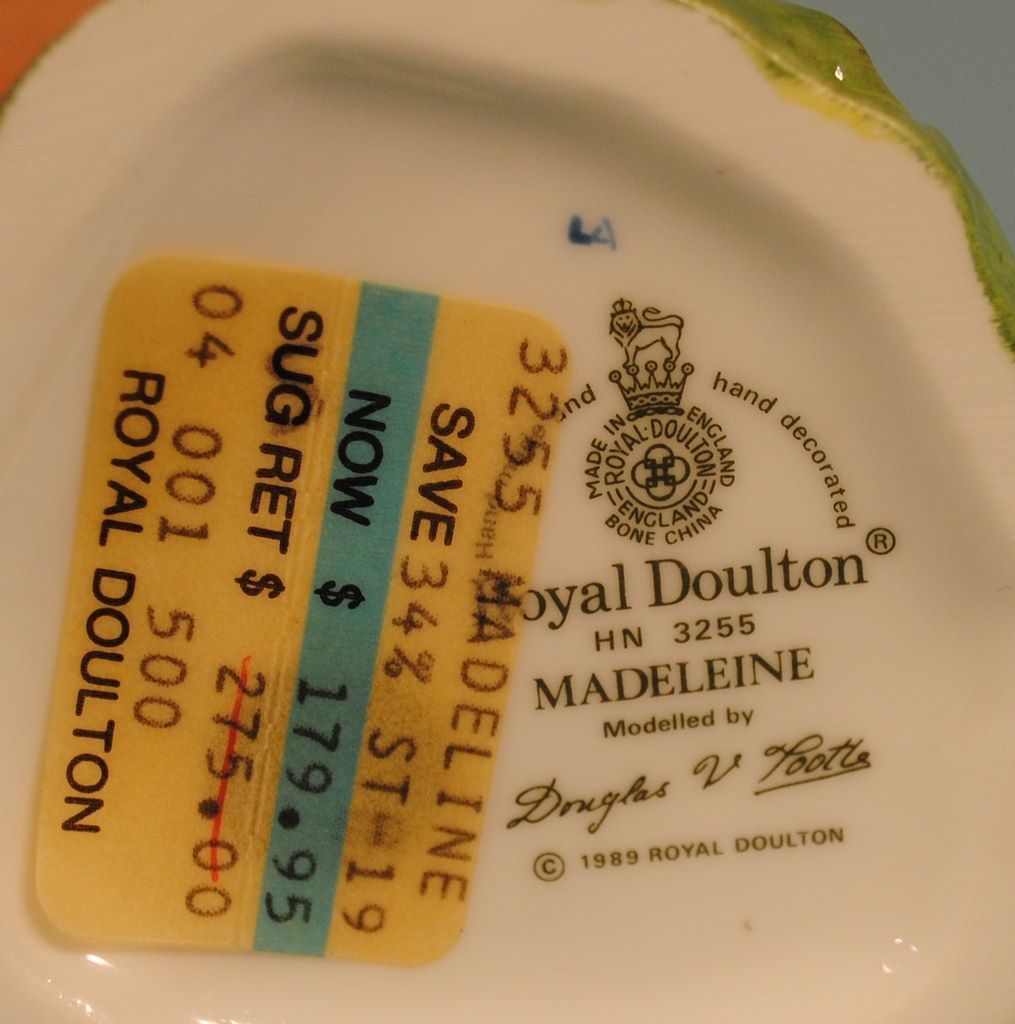 LA
hand decorated
MADE IN ENGLAND
ROYAL·DOULTON
ENGLAND
BONE CHINA
Royal Doulton®
HN 3255
MADELEINE
Modelled by
Douglas V Tootle
© 1989 ROYAL DOULTON
3255 MADELINE
SAVE 34% ST-19
NOW $ 179.95
SUG RET $ 275.00
04 001 500
ROYAL DOULTON